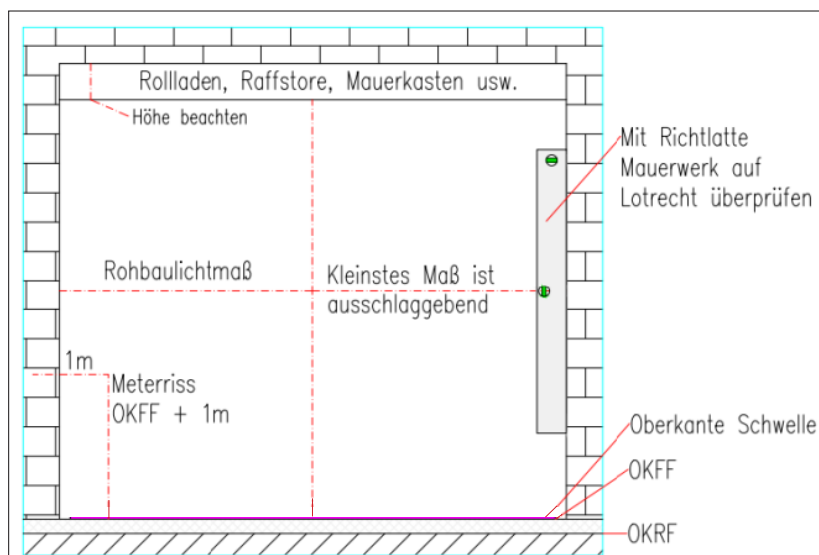 Rollladen, Raffstore, Mauerkasten usw.
Höhe beachten
Mit Richtlatte
Mauerwerk auf
Lotrecht überprüfen
Rohbaulichtmaß
Kleinstes Maß ist
ausschlaggebend
1m
Meterriss
OKFF + 1m
Oberkante Schwelle
OKFF
OKRF